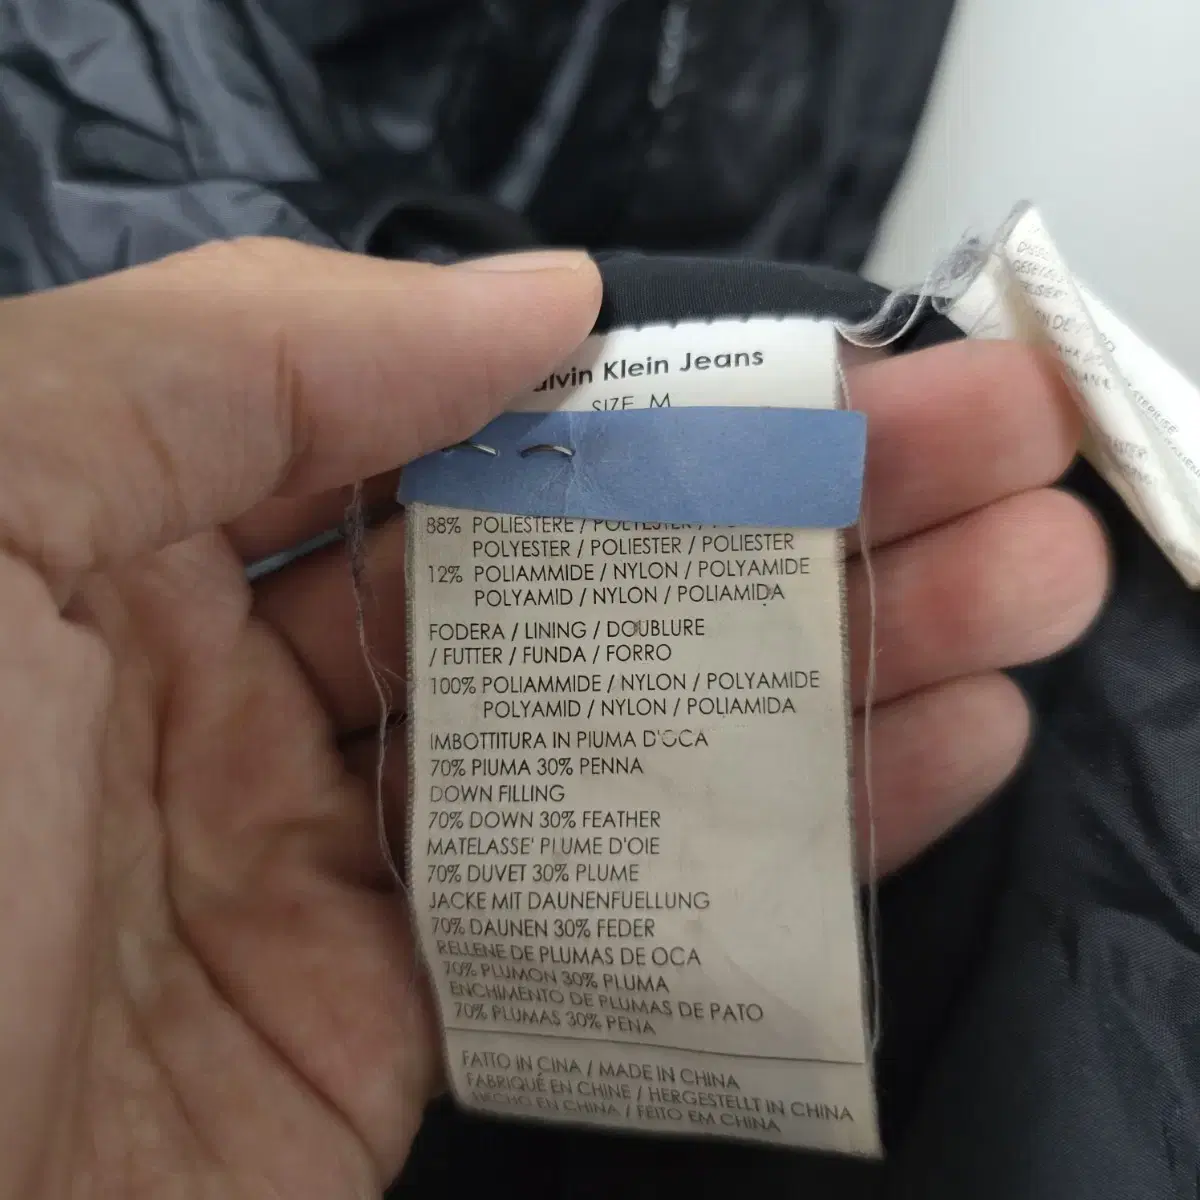 alvin Klein Jeans
SIZE M
88% POLIESTERE / POLYESTER /
POLYESTER / POLIESTER / POLIESTER
12% POLIAMMIDE / NYLON / POLYAMIDE
POLYAMID / NYLON / POLIAMIDA
FODERA / LINING / DOUBLURE
/ FUTTER / FUNDA / FORRO
100% POLIAMMIDE / NYLON / POLYAMIDE
POLYAMID / NYLON / POLIAMIDA
IMBOTTITURA IN PIUMA D'OCA
70% PIUMA 30% PENNA
DOWN FILLING
70% DOWN 30% FEATHER
MATELASSE' PLUME D'OIE
70% DUVET 30% PLUME
JACKE MIT DAUNENFUELLUNG
70% DAUNEN 30% FEDER
RELLENE DE PLUMAS DE OCA
70% PLUMON 30% PLUMA
ENCHIMENTO DE PLUMAS DE PATO
70% PLUMAS 30% PENA
FATTO IN CINA / MADE IN CHINA
FABRIQUÉ EN CHINE / HERGESTELLT IN CHINA
HECHO EN CHINA / FEITO EM CHINA